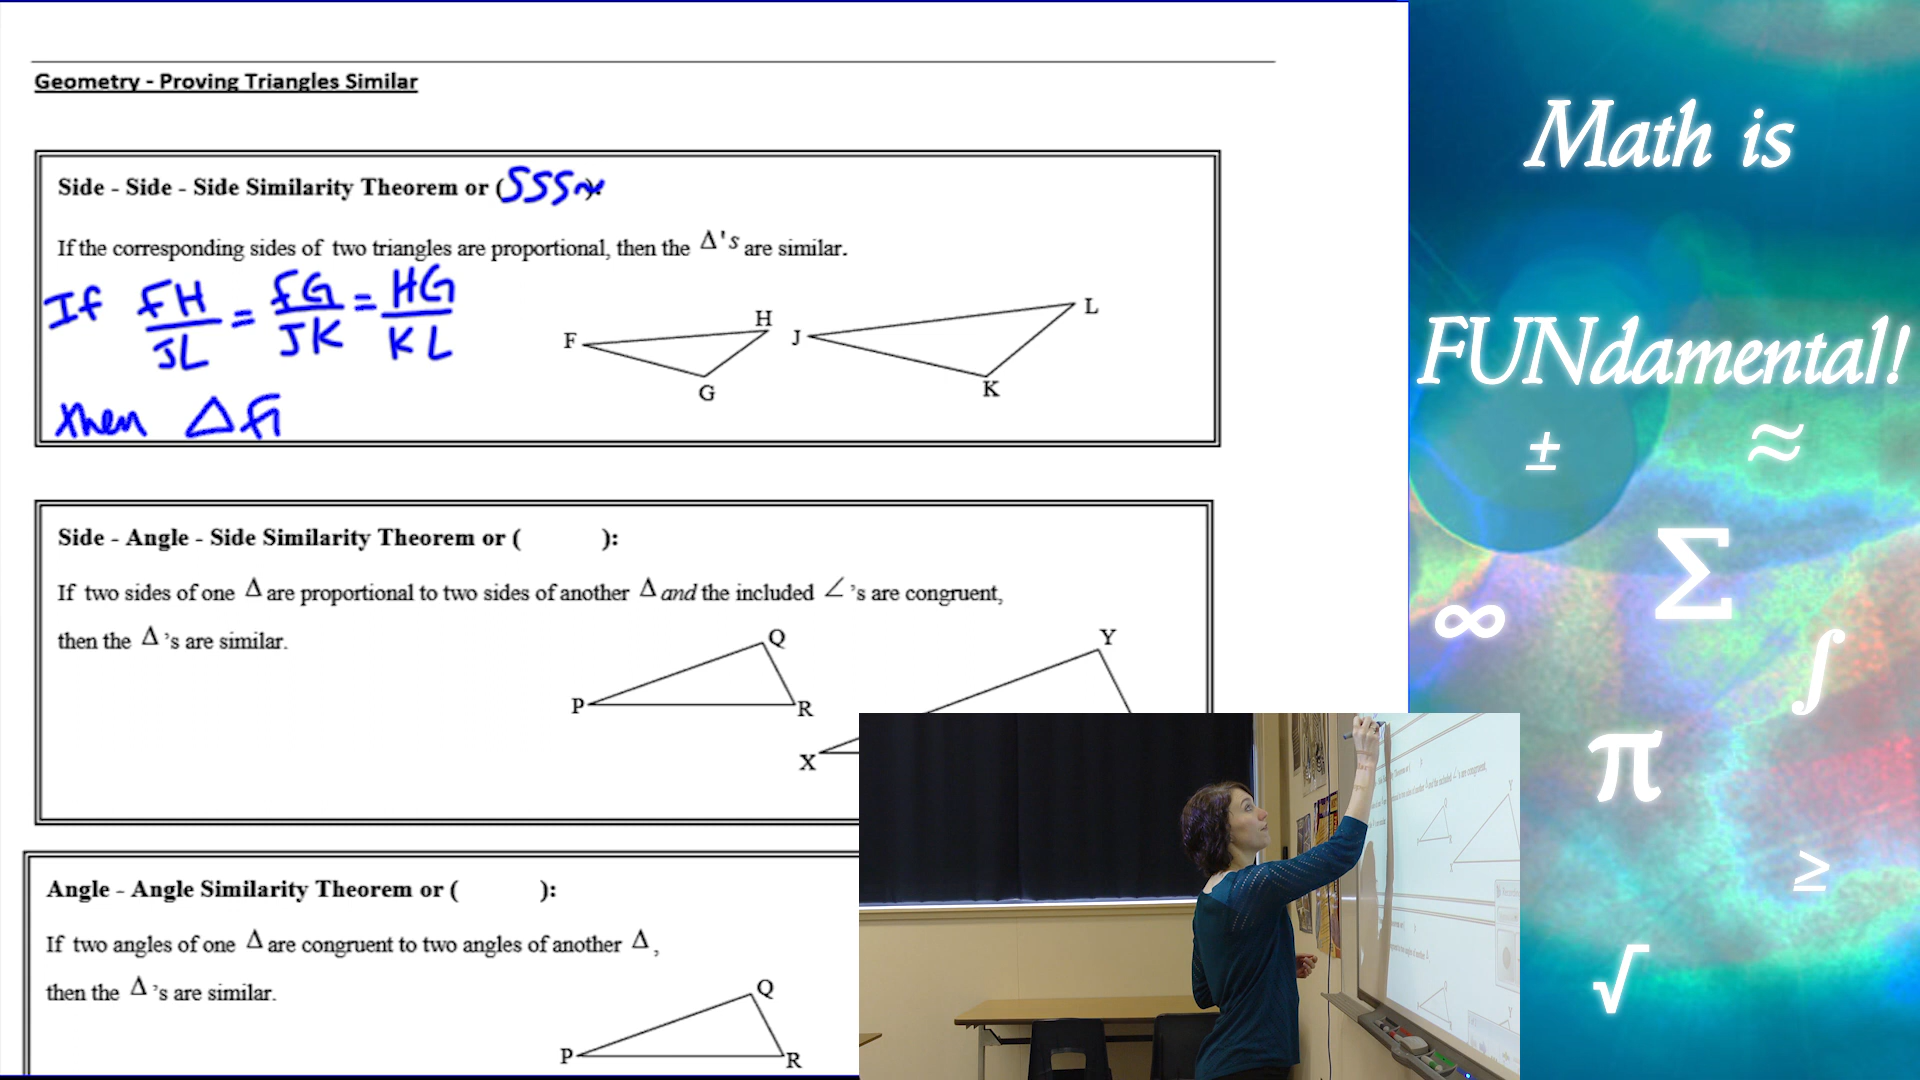 Geometry - Proving Triangles Similar
Side - Side - Side Similarity Theorem or (SSS~):
If the corresponding sides of two triangles are proportional, then the Δ's are similar.
If FH/JL = FG/JK = HG/KL
F
H
G
J
L
K
then Δ FG
Side - Angle - Side Similarity Theorem or ( ):
If two sides of one Δ are proportional to two sides of another Δ and the included ∠'s are congruent,
then the Δ's are similar.
P
Q
R
X
Y
Angle - Angle Similarity Theorem or ( ):
If two angles of one Δ are congruent to two angles of another Δ,
then the Δ's are similar.
P
Q
R
Math is
FUNdamental!
± ≈
Σ
∞
∫
π
≥
√